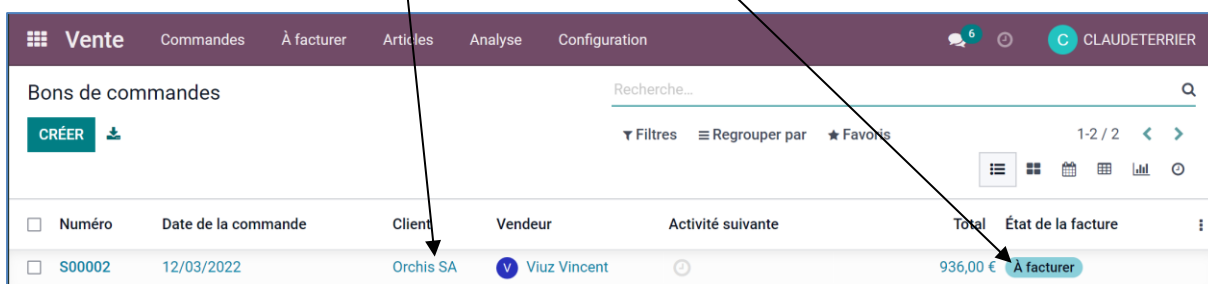 Vente Commandes À facturer Articles Analyse Configuration 6 C CLAUDETERRIER
Bons de commandes Recherche...
CRÉER Filtres Regrouper par Favoris 1-2 / 2
Numéro Date de la commande Client Vendeur Activité suivante Total État de la facture
S00002 12/03/2022 Orchis SA V Viuz Vincent 936,00 € À facturer